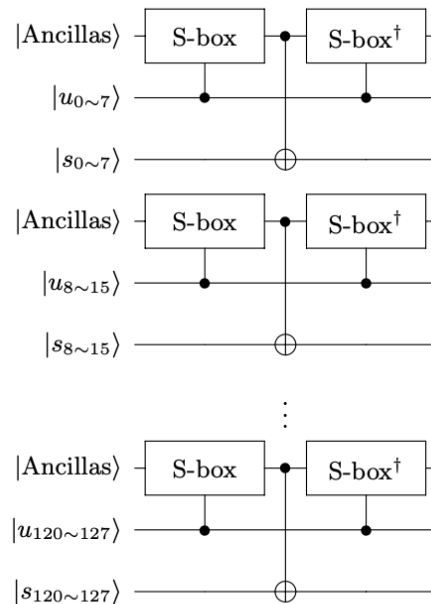 |Ancillas⟩ S-box S-box†
|u₀∼₇⟩
|s₀∼₇⟩
|Ancillas⟩ S-box S-box†
|u₈∼₁₅⟩
|s₈∼₁₅⟩
⋮
|Ancillas⟩ S-box S-box†
|u₁₂₀∼₁₂₇⟩
|s₁₂₀∼₁₂₇⟩